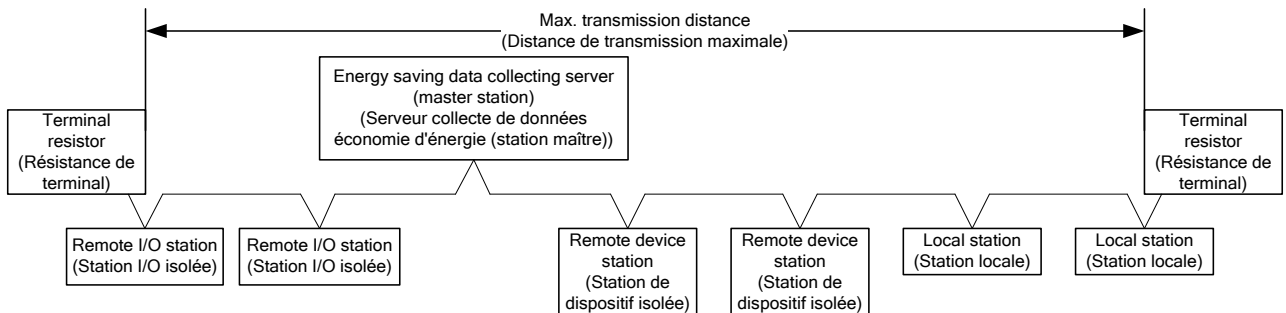 Max. transmission distance
(Distance de transmission maximale)
Energy saving data collecting server
(master station)
(Serveur collecte de données
économie d'énergie (station maître))
Terminal
resistor
(Résistance de
terminal)
Terminal
resistor
(Résistance de
terminal)
Remote I/O station
(Station I/O isolée)
Remote I/O station
(Station I/O isolée)
Remote device
station
(Station de
dispositif isolée)
Remote device
station
(Station de
dispositif isolée)
Local station
(Station locale)
Local station
(Station locale)